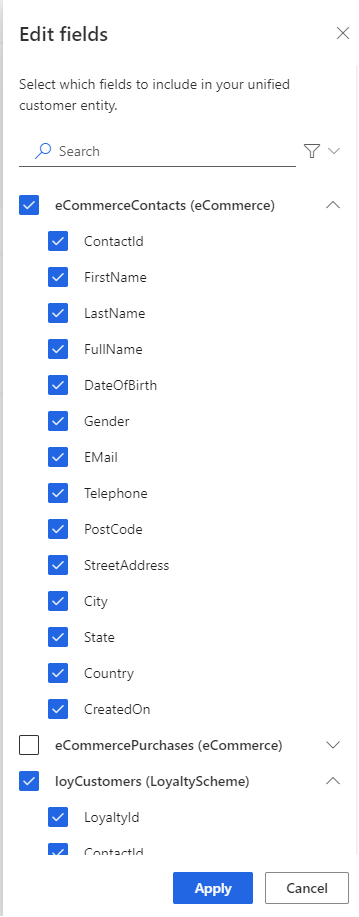 Edit fields
Select which fields to include in your unified
customer entity.
Search
eCommerceContacts (eCommerce)
ContactId
FirstName
LastName
FullName
DateOfBirth
Gender
EMail
Telephone
PostCode
StreetAddress
City
State
Country
CreatedOn
eCommercePurchases (eCommerce)
loyCustomers (LoyaltyScheme)
LoyaltyId
ContactId
Apply
Cancel